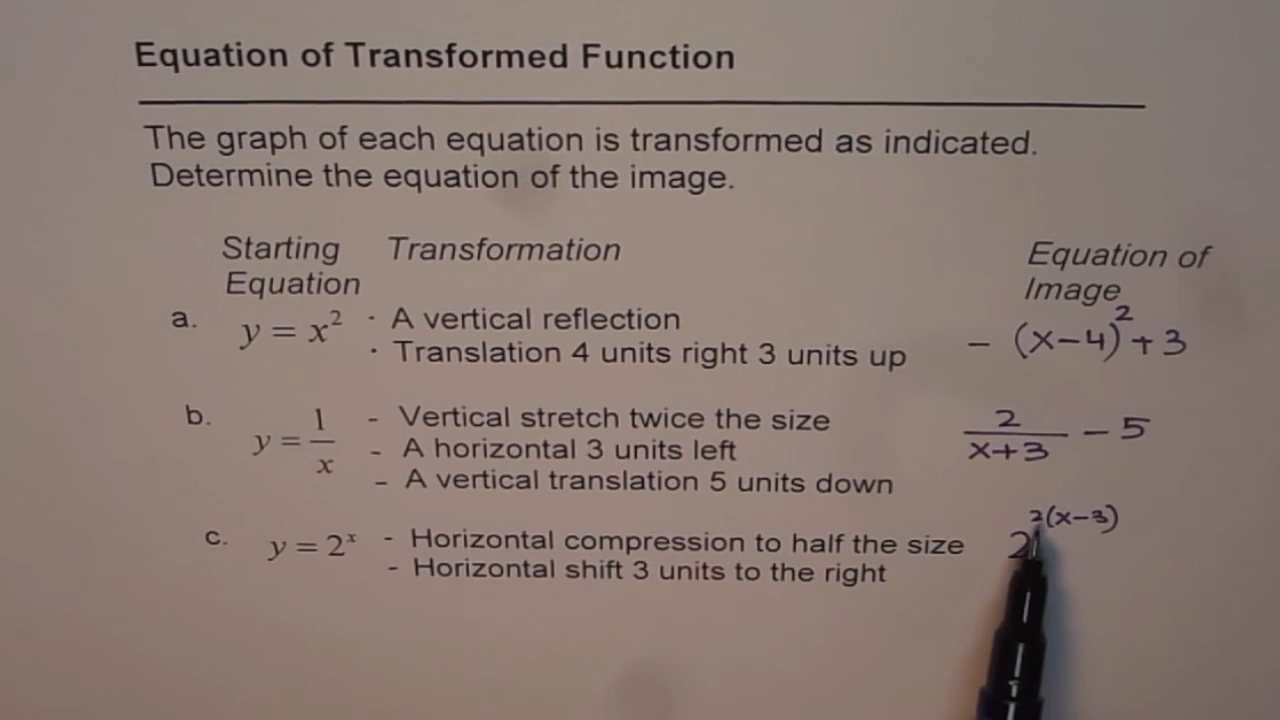 Equation of Transformed Function
The graph of each equation is transformed as indicated.
Determine the equation of the image.
Starting Equation Transformation Equation of Image
a. y = x² · A vertical reflection
· Translation 4 units right 3 units up − (x−4)² + 3
b. y = 1/x - Vertical stretch twice the size
- A horizontal 3 units left 2/(x+3) − 5
- A vertical translation 5 units down
c. y = 2ˣ - Horizontal compression to half the size 2^2(x−3)
- Horizontal shift 3 units to the right